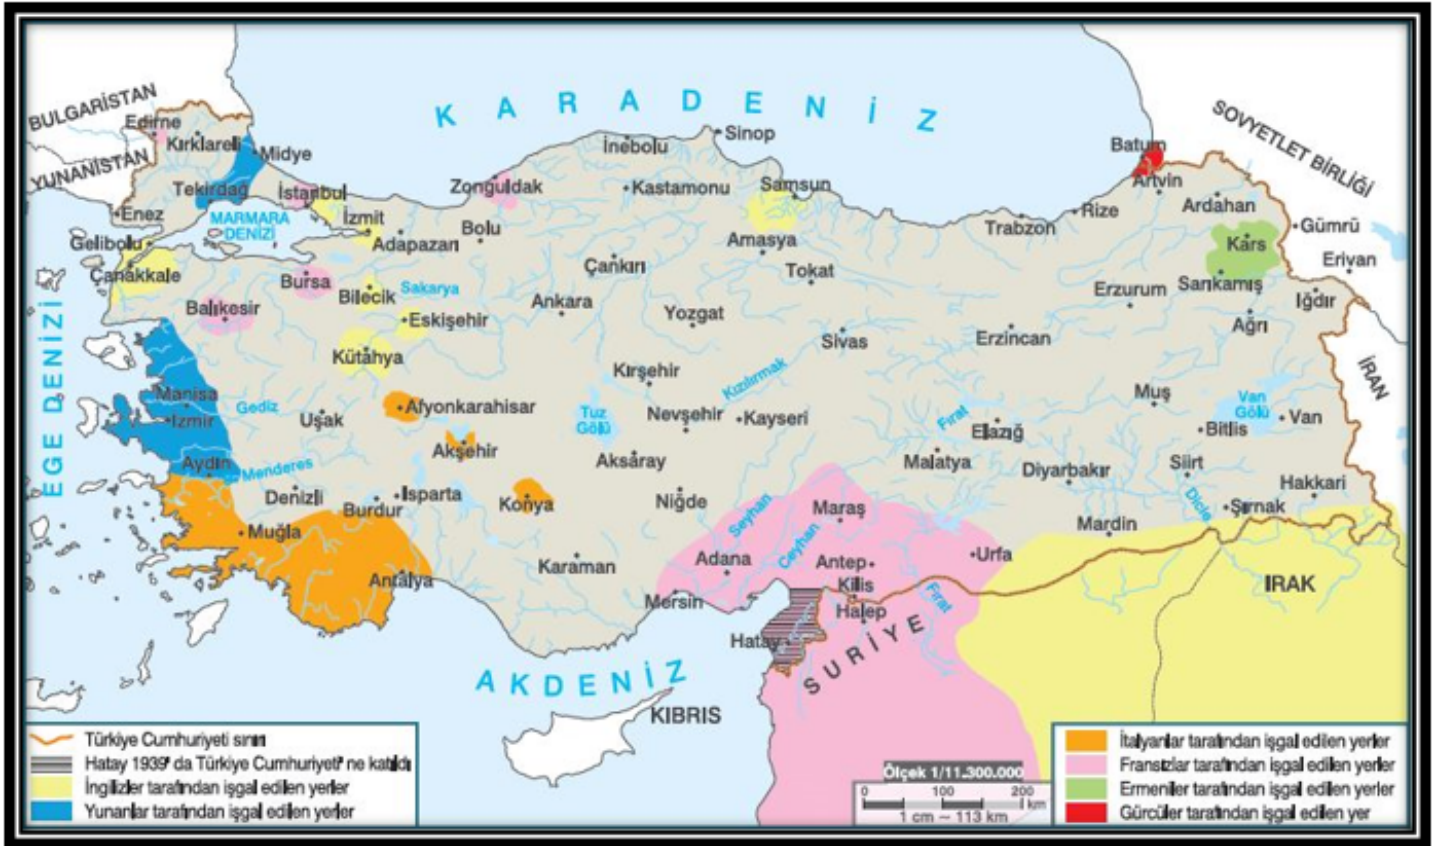 KARADENİZ
BULGARİSTAN
YUNANİSTAN
SOVYETLET BİRLİĞİ
Edirne
Kırklareli
Midye
Tekirdağ
İstanbul
Enez
MARMARA
DENİZİ
İzmit
Gelibolu
Adapazarı
Çanakkale
Bolu
Zonguldak
İnebolu
Kastamonu
Sinop
Samsun
Amasya
Tokat
Çankırı
Trabzon
Rize
Batum
Artvin
Ardahan
Kars
Gümrü
Erivan
Sarıkamış
Iğdır
Ağrı
Erzurum
Erzincan
Bursa
Bilecik
Sakarya
Balıkesir
Eskişehir
Ankara
Yozgat
Sivas
Kütahya
Kırşehir
Kızılırmak
EGE DENİZİ
Manisa
İzmir
Gediz
Uşak
Afyonkarahisar
Akşehir
Tuz
Gölü
Nevşehir
Kayseri
Aksaray
Fırat
Elazığ
Malatya
Muş
Van
Gölü
Van
Bitlis
Siirt
Hakkari
Diyarbakır
Şırnak
Dicle
Mardin
İRAN
Aydın
Menderes
Denizli
Isparta
Burdur
Konya
Niğde
Muğla
Antalya
Karaman
Seyhan
Ceyhan
Maraş
Adana
Antep
Urfa
Kilis
Mersin
Halep
Fırat
Hatay
SURİYE
IRAK
AKDENİZ
KIBRIS
Türkiye Cumhuriyeti sınırı
Hatay 1939' da Türkiye Cumhuriyeti' ne katıldı
İngilizler tarafından işgal edilen yerler
Yunanlar tarafından işgal edilen yerler
Ölçek 1/11.300.000
0 100 200 km
1 cm ~ 113 km
İtalyanlar tarafından işgal edilen yerler
Fransızlar tarafından işgal edilen yerler
Ermeniler tarafından işgal edilen yerler
Gürcüler tarafından işgal edilen yer